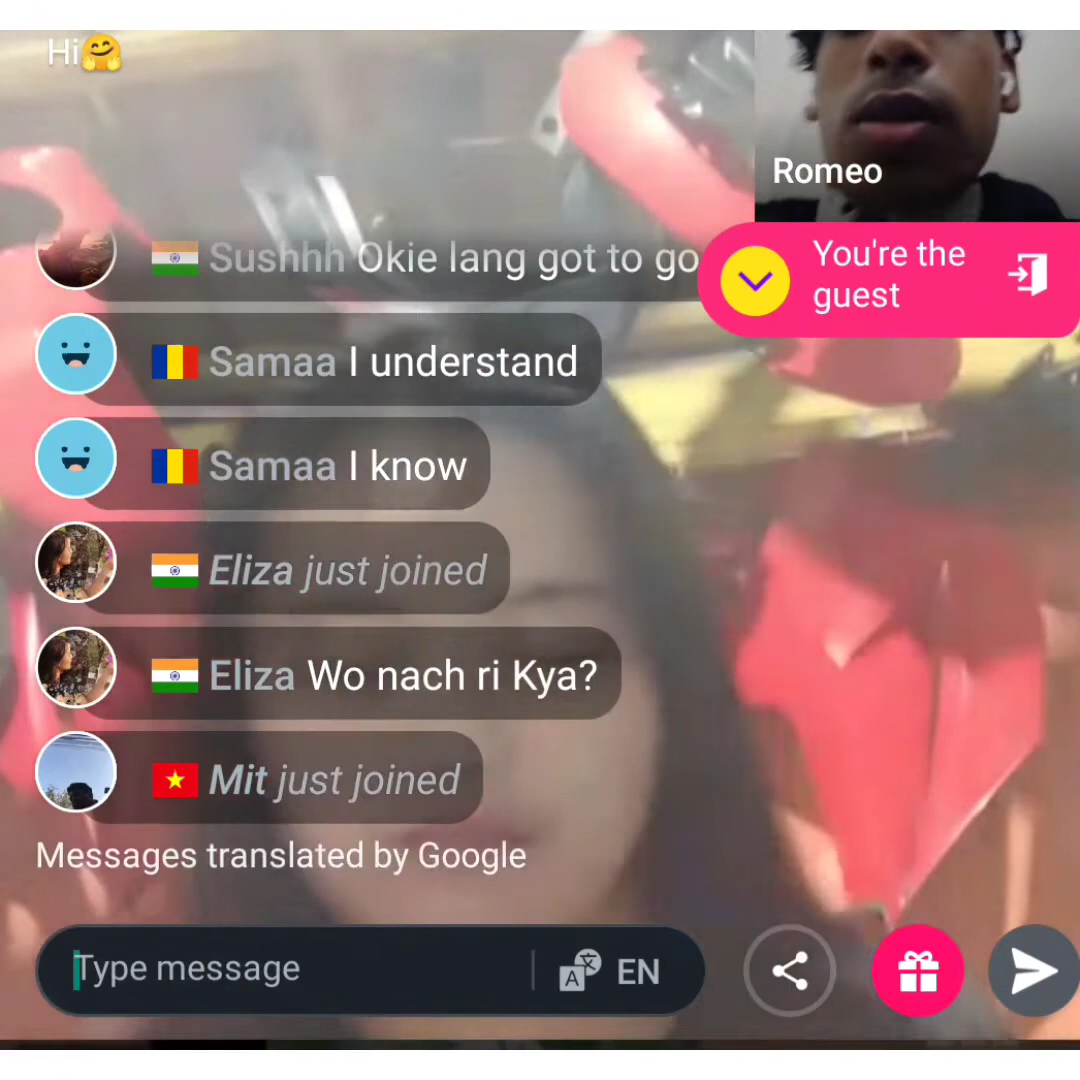 Hi🤗
Romeo
Sushhh Okie lang got to go
You're the
guest
Samaa I understand
Samaa I know
Eliza just joined
Eliza Wo nach ri Kya?
Mit just joined
Messages translated by Google
Type message
A 文 EN